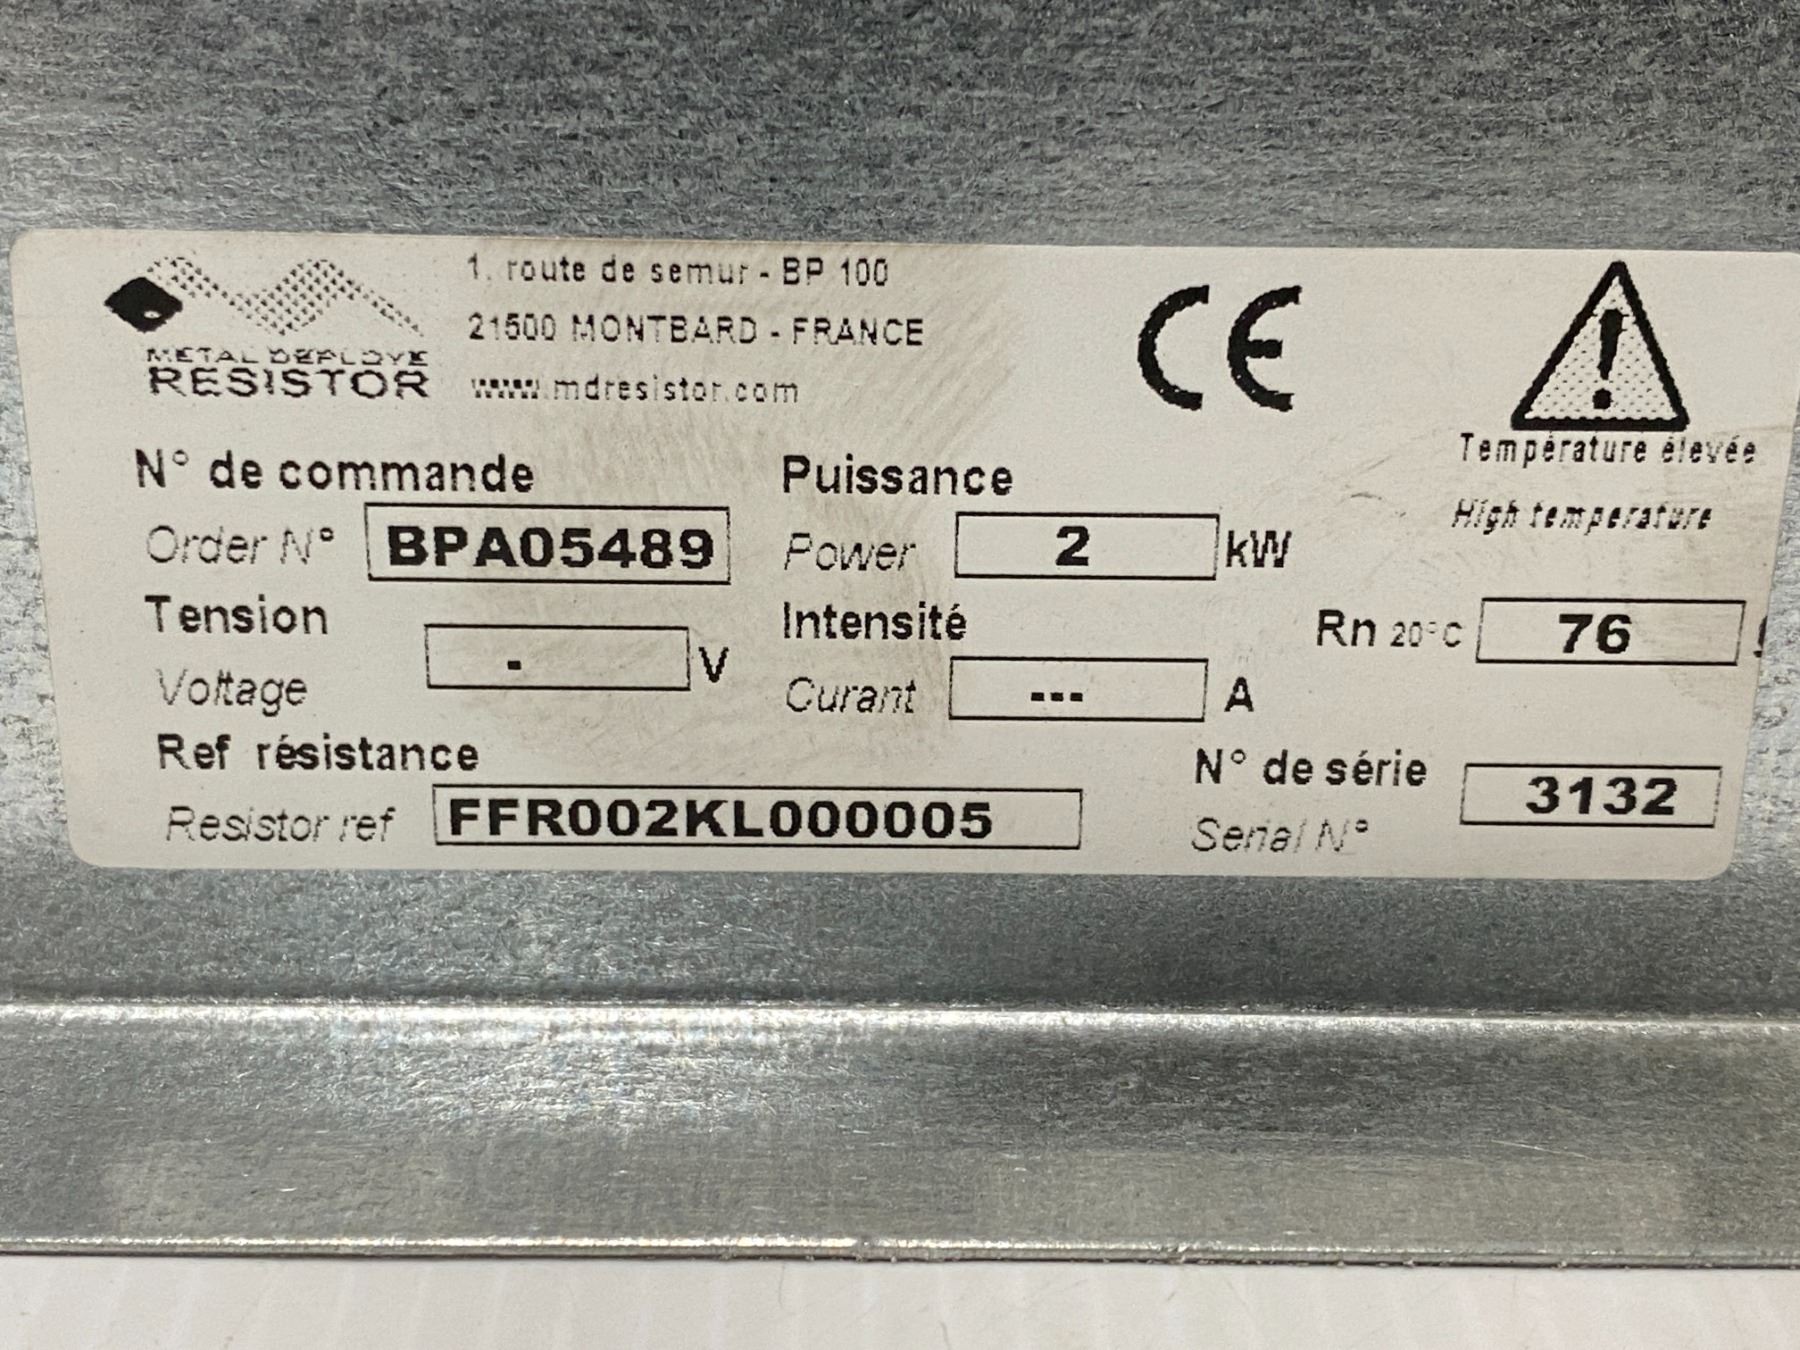 METAL DEPLOYE
RESISTOR
1. route de semur - BP 100
21500 MONTBARD - FRANCE
www.mdresistor.com
CE
Température élevée
High temperature
N° de commande
Order N° BPA05489
Puissance
Power 2 kW
Tension
Voltage - V
Intensité
Curant --- A
Rn 20°C 76
Ref résistance
Resistor ref FFR002KL000005
N° de série
Serial N° 3132